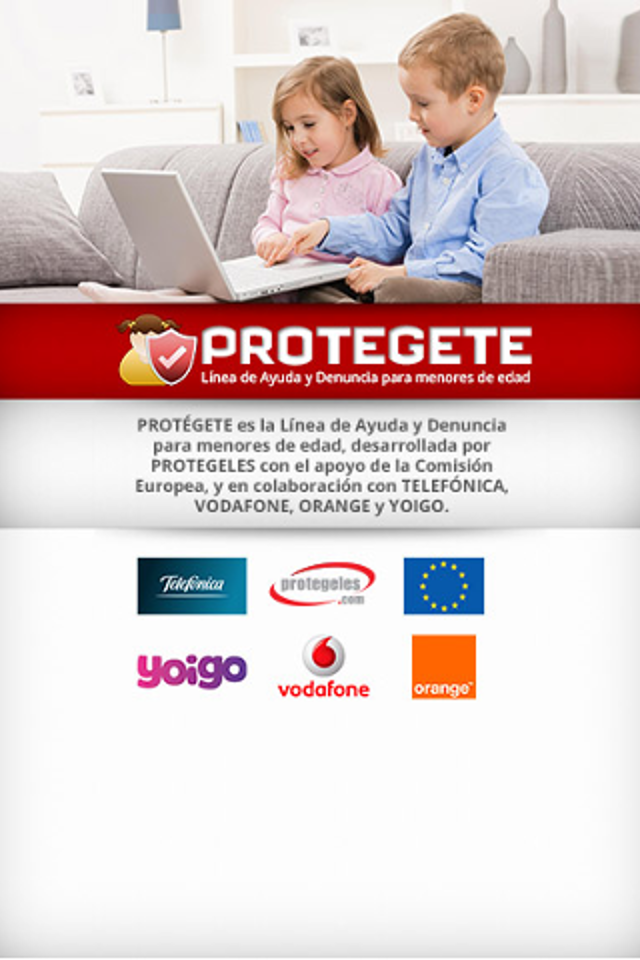 PROTEGETE
Línea de Ayuda y Denuncia para menores de edad
PROTÉGETE es la Línea de Ayuda y Denuncia
para menores de edad, desarrollada por
PROTEGELES con el apoyo de la Comisión
Europea, y en colaboración con TELEFÓNICA,
VODAFONE, ORANGE y YOIGO.
Telefónica
protegeles
.com
yoigo
vodafone
orange™